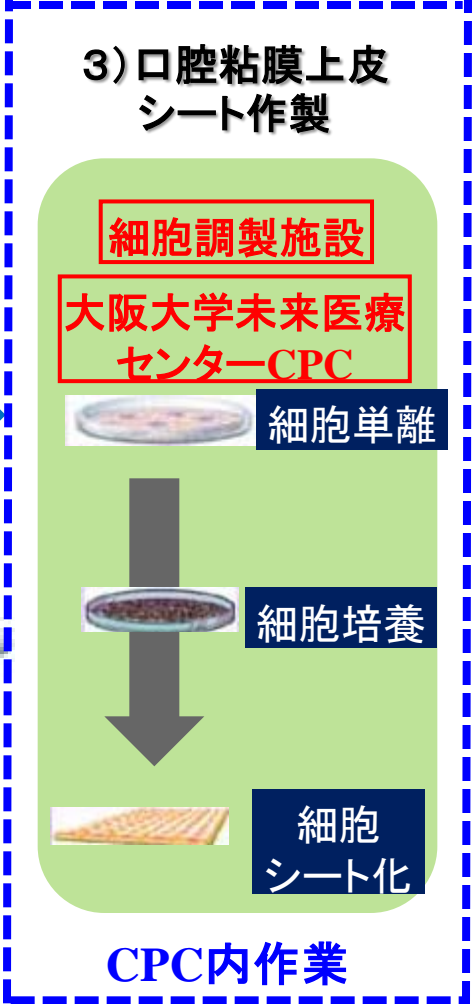 3）口腔粘膜上皮
シート作製
細胞調製施設
大阪大学未来医療
センターCPC
細胞単離
細胞培養
細胞
シート化
CPC内作業